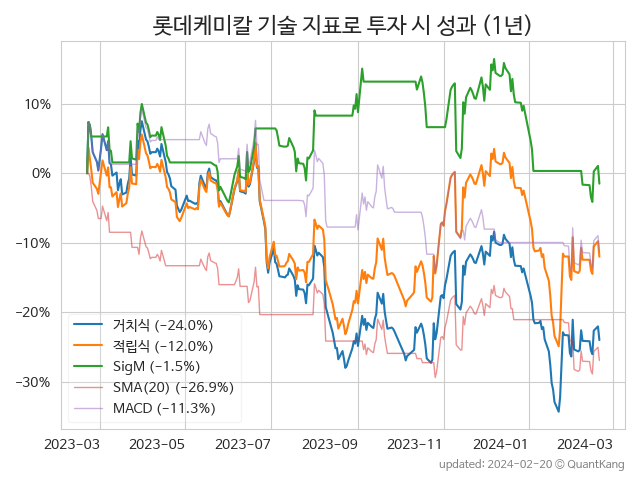 롯데케미칼 기술 지표로 투자 시 성과 (1년)
10%
0%
−10%
−20%
−30%
거치식 (−24.0%)
적립식 (−12.0%)
SigM (−1.5%)
SMA(20) (−26.9%)
MACD (−11.3%)
2023-03 2023-05 2023-07 2023-09 2023-11 2024-01 2024-03
updated: 2024-02-20 © QuantKang